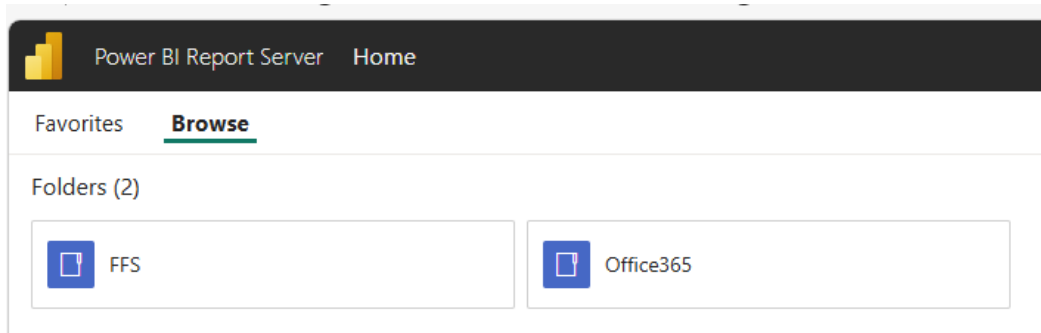 Power BI Report Server Home
Favorites Browse
Folders (2)
FFS Office365